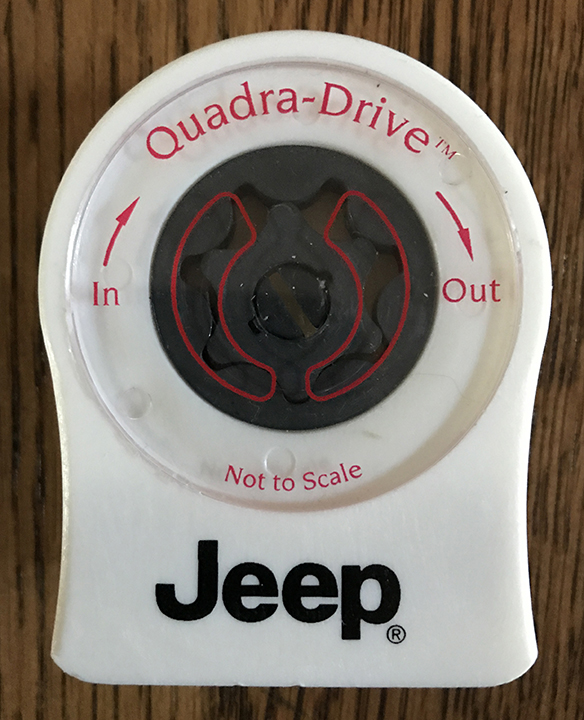 Quadra-Drive™
In
Out
Not to Scale
Jeep®